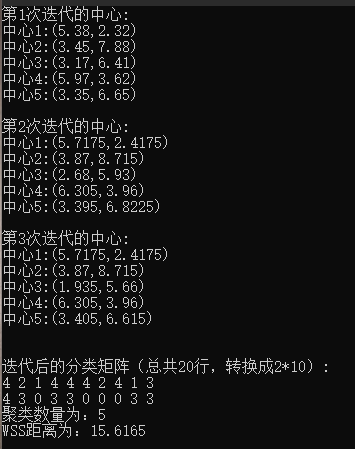 第1次迭代的中心:
中心1:(5.38,2.32)
中心2:(3.45,7.88)
中心3:(3.17,6.41)
中心4:(5.97,3.62)
中心5:(3.35,6.65)
第2次迭代的中心:
中心1:(5.7175,2.4175)
中心2:(3.87,8.715)
中心3:(2.68,5.93)
中心4:(6.305,3.96)
中心5:(3.395,6.8225)
第3次迭代的中心:
中心1:(5.7175,2.4175)
中心2:(3.87,8.715)
中心3:(1.935,5.66)
中心4:(6.305,3.96)
中心5:(3.405,6.615)
迭代后的分类矩阵（总共20行，转换成2*10）:
4 2 1 4 4 4 2 4 1 3
4 3 0 3 3 0 0 0 3 3
聚类数量为：5
WSS距离为：15.6165